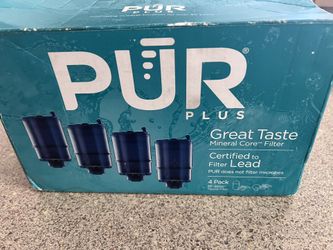 PUR
PUR®
PLUS
Great Taste
Mineral Core™ Filter
Certified to
Filter Lead
PUR does not filter microbes
4 Pack